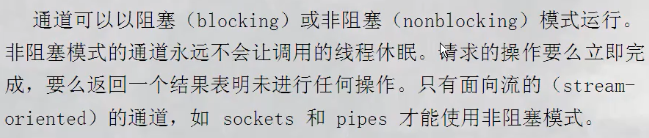 通道可以以阻塞（blocking）或非阻塞（nonblocking）模式运行。
非阻塞模式的通道永远不会让调用的线程休眠。请求的操作要么立即完
成，要么返回一个结果表明未进行任何操作。只有面向流的（stream-
oriented）的通道，如 sockets 和 pipes 才能使用非阻塞模式。